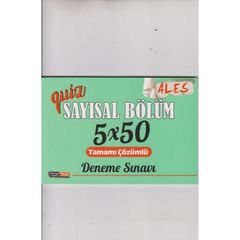 quiz
ALES
SAYISAL BÖLÜM
5x50
Tamamı Çözümlü
Deneme Sınavı